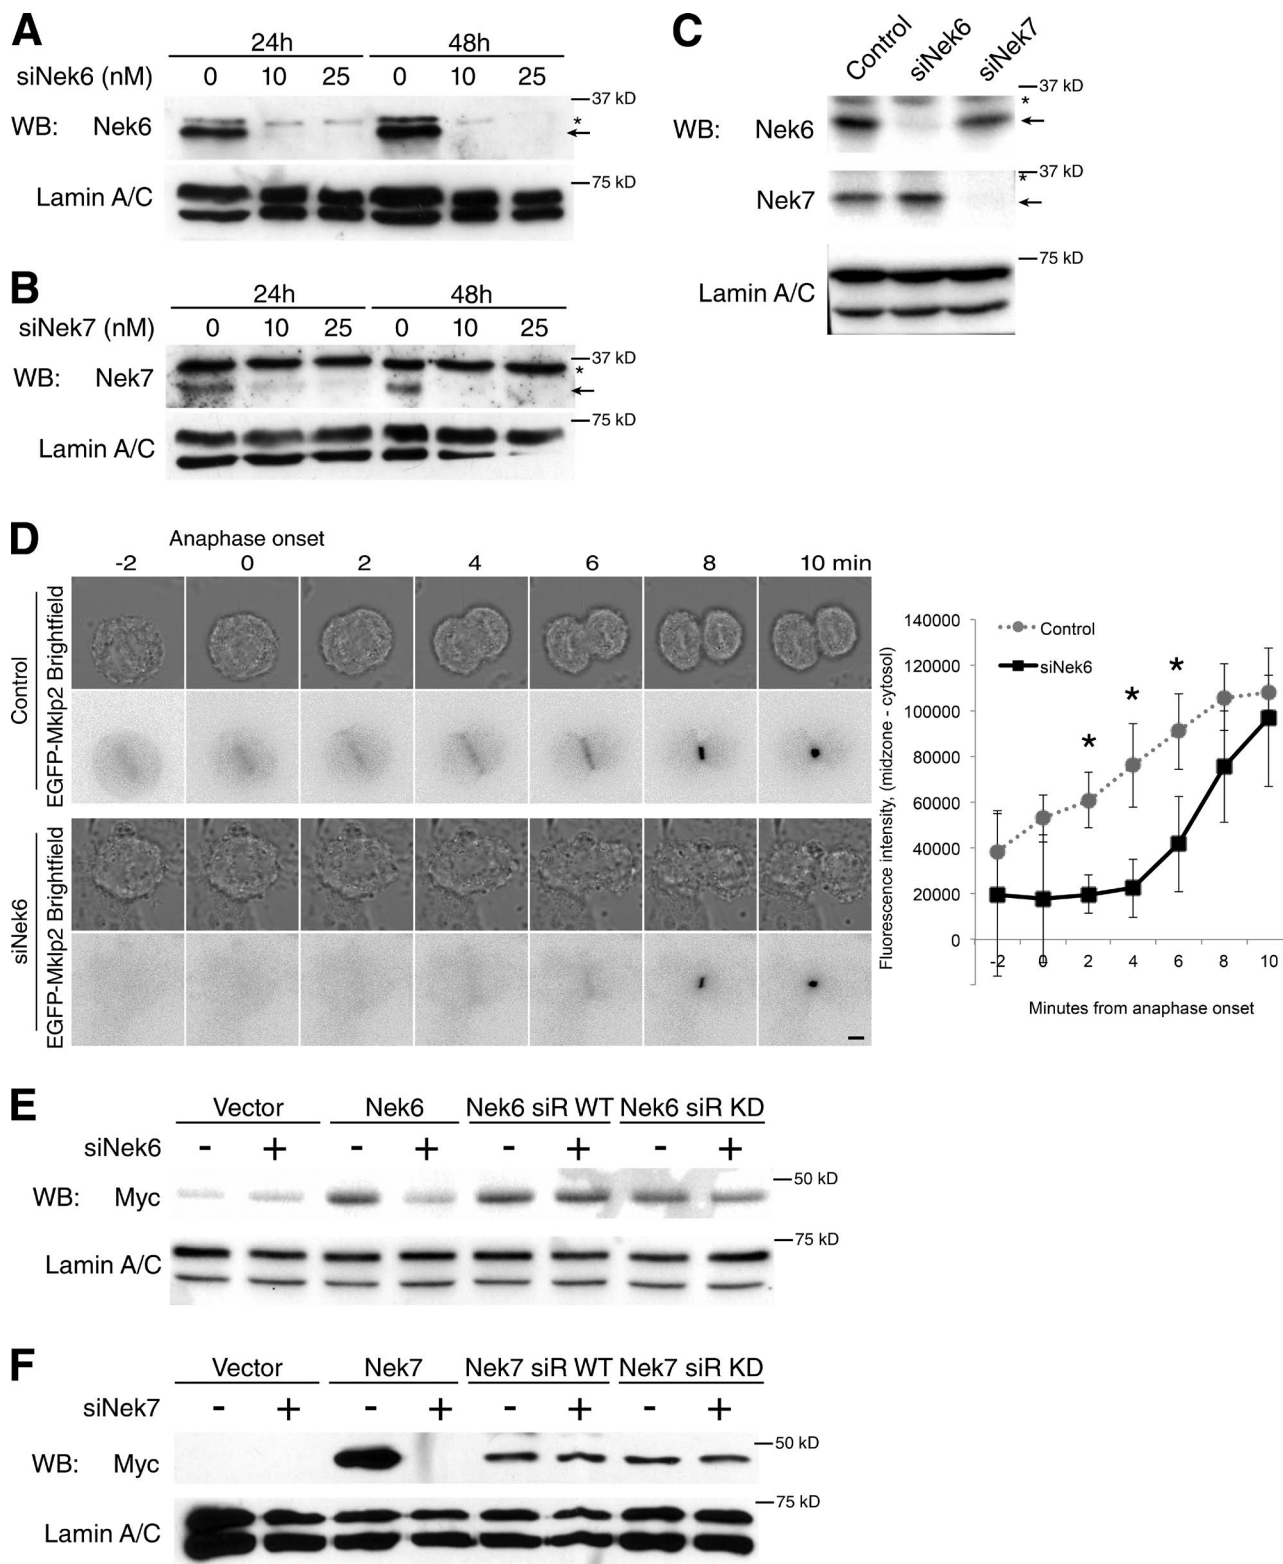 A
24h 48h
siNek6 (nM) 0 10 25 0 10 25
37 kD
WB: Nek6 *
75 kD
Lamin A/C
B
24h 48h
siNek7 (nM) 0 10 25 0 10 25
37 kD
WB: Nek7 *
75 kD
Lamin A/C
C
Control siNek6 siNek7
37 kD
*
WB: Nek6
37 kD
*
Nek7
75 kD
Lamin A/C
D
Anaphase onset
-2 0 2 4 6 8 10 min
Control
Brightfield
EGFP-Mklp2
siNek6
Brightfield
EGFP-Mklp2
Fluorescence intensity, (midzone - cytosol)
140000
120000
100000
80000
60000
40000
20000
0
Control
siNek6
* * *
-2 0 2 4 6 8 10
Minutes from anaphase onset
E
Vector Nek6 Nek6 siR WT Nek6 siR KD
siNek6 - + - + - + - +
50 kD
WB: Myc
75 kD
Lamin A/C
F
Vector Nek7 Nek7 siR WT Nek7 siR KD
siNek7 - + - + - + - +
50 kD
WB: Myc
75 kD
Lamin A/C